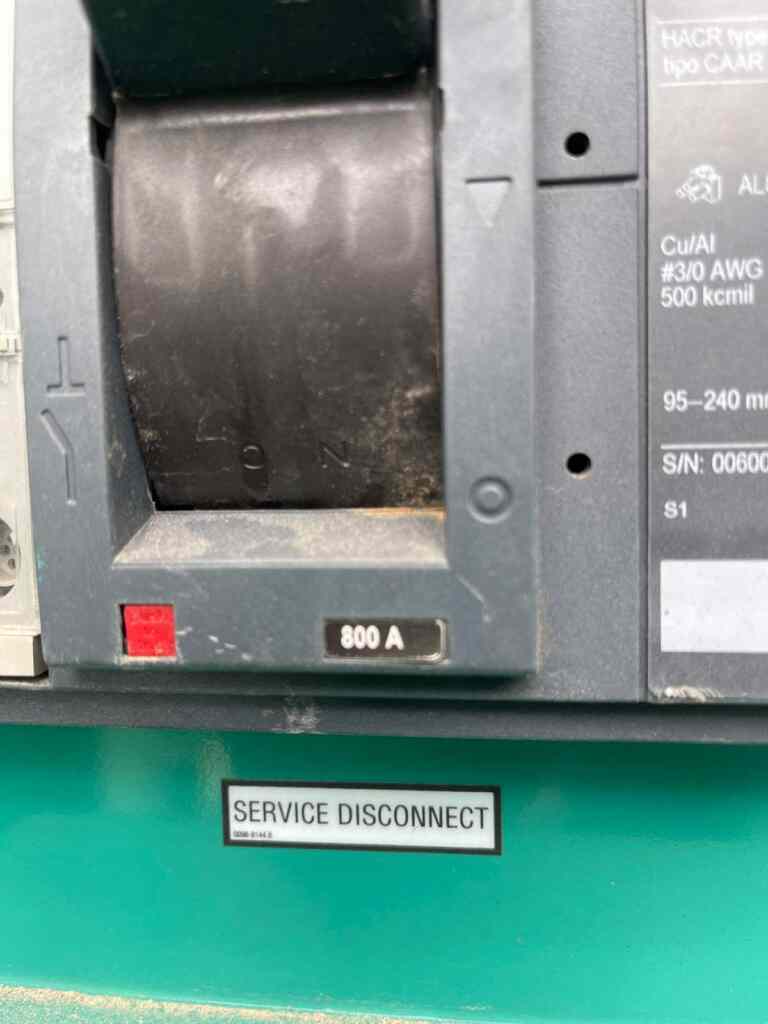 HACR type
tipo CAAR
Cu/Al
#3/0 AWG
500 kcmil
95–240
S/N: 00600
S1
ON
O
800 A
SERVICE DISCONNECT